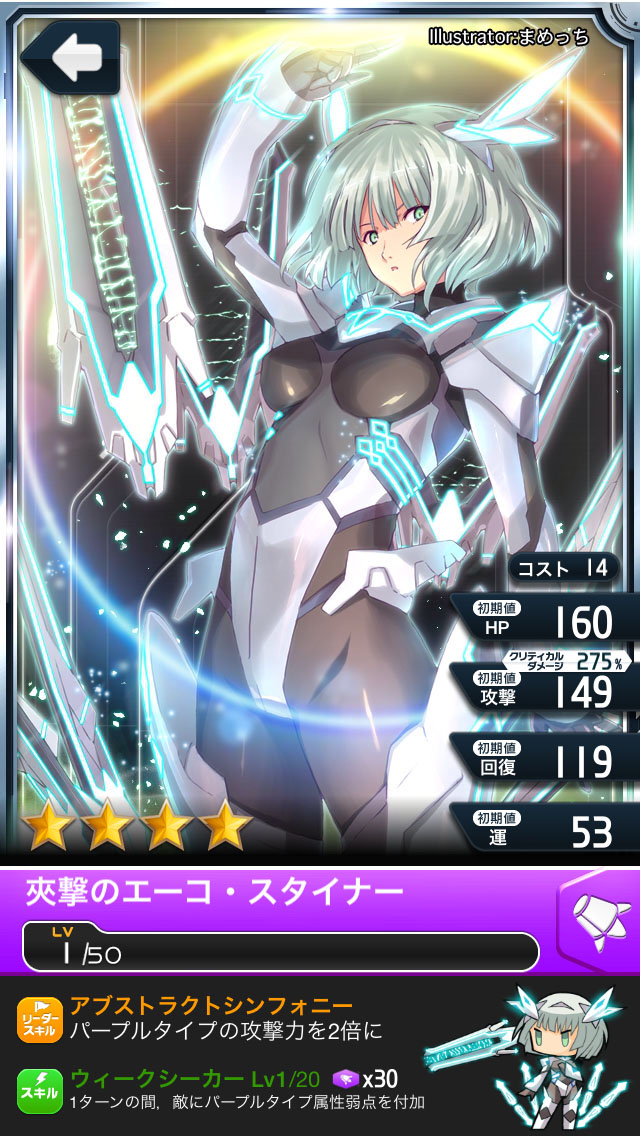 Illustrator:まめっち
コスト 14
初期値
HP 160
クリティカル
ダメージ 275%
初期値
攻撃 149
初期値
回復 119
初期値
運 53
夾撃のエーコ・スタイナー
LV
1/50
リーダー
スキル
アブストラクトシンフォニー
パープルタイプの攻撃力を2倍に
スキル
ウィークシーカー Lv1/20 x30
1ターンの間，敵にパープルタイプ属性弱点を付加